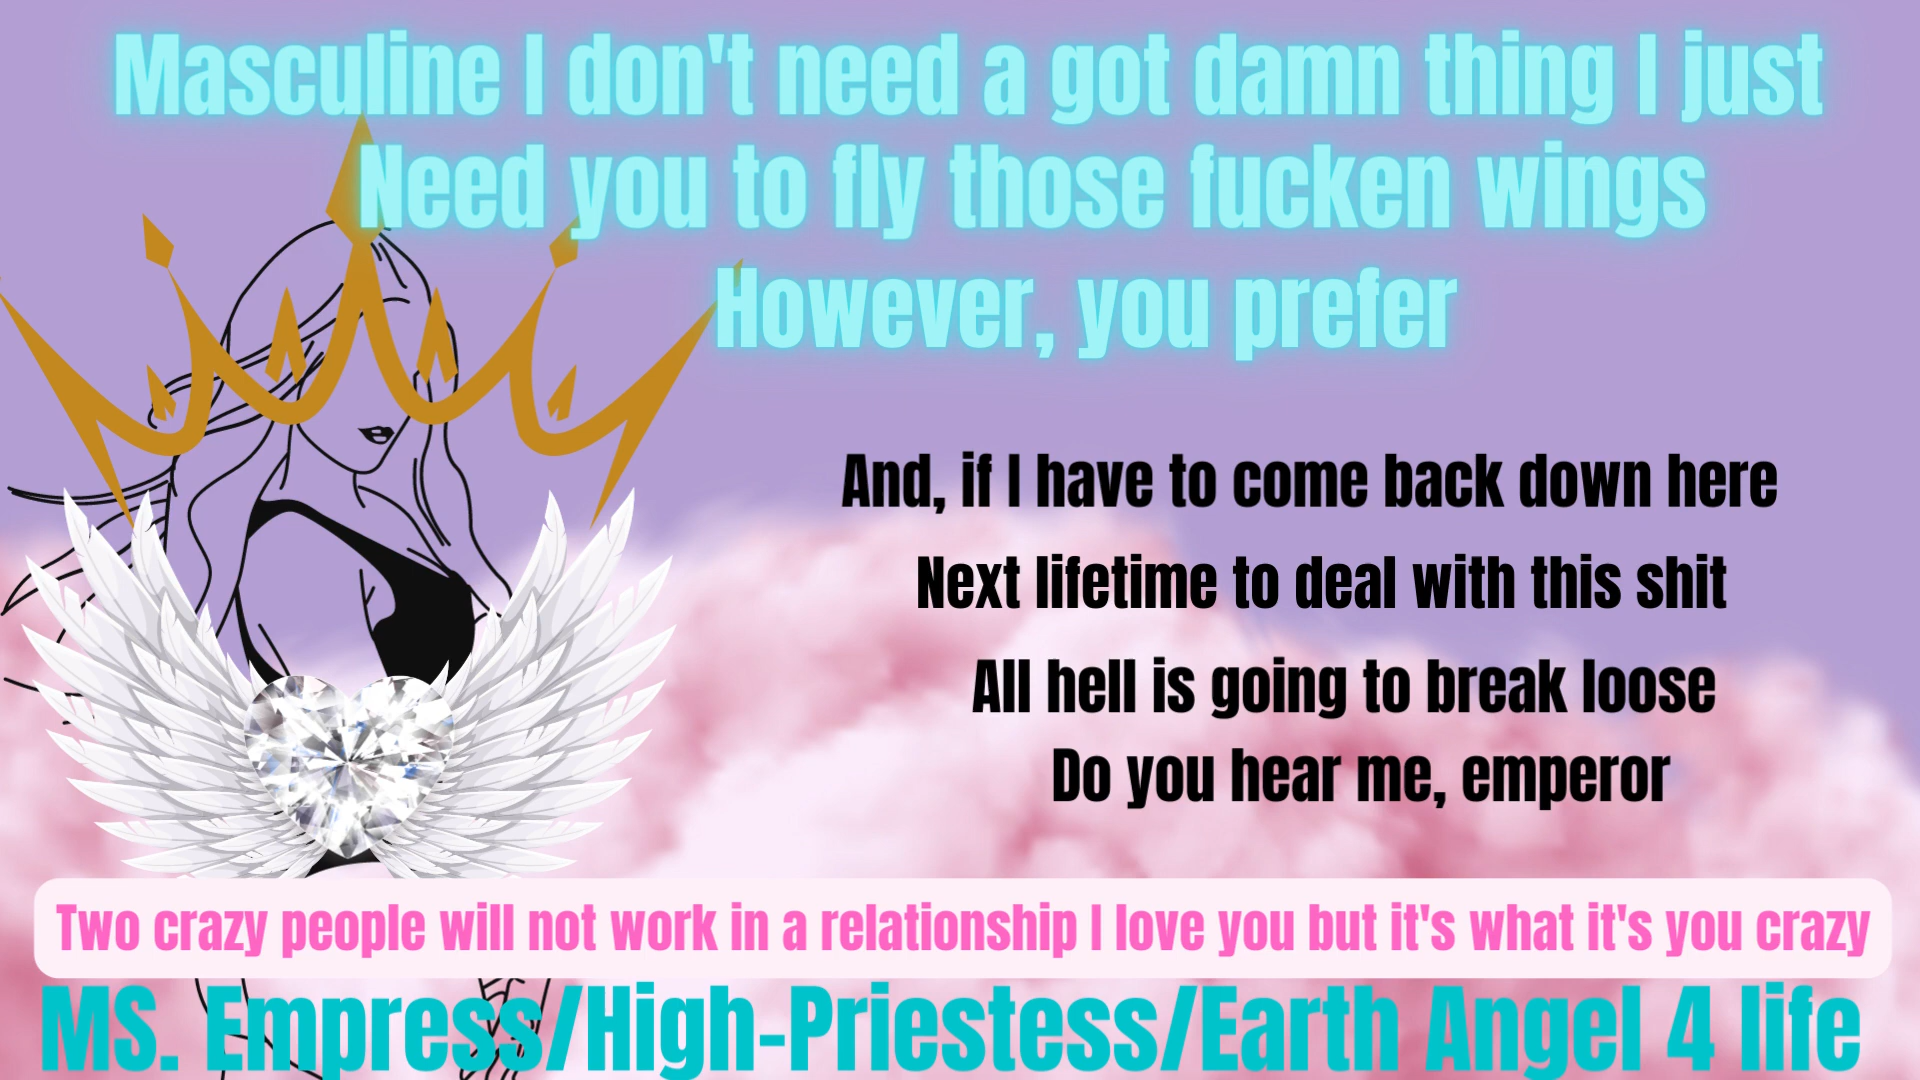 Masculine I don't need a got damn thing I just
Need you to fly those fucken wings
However, you prefer
And, if I have to come back down here
Next lifetime to deal with this shit
All hell is going to break loose
Do you hear me, emperor
Two crazy people will not work in a relationship I love you but it's what it's you crazy
MS. Empress/High-Priestess/Earth Angel 4 life